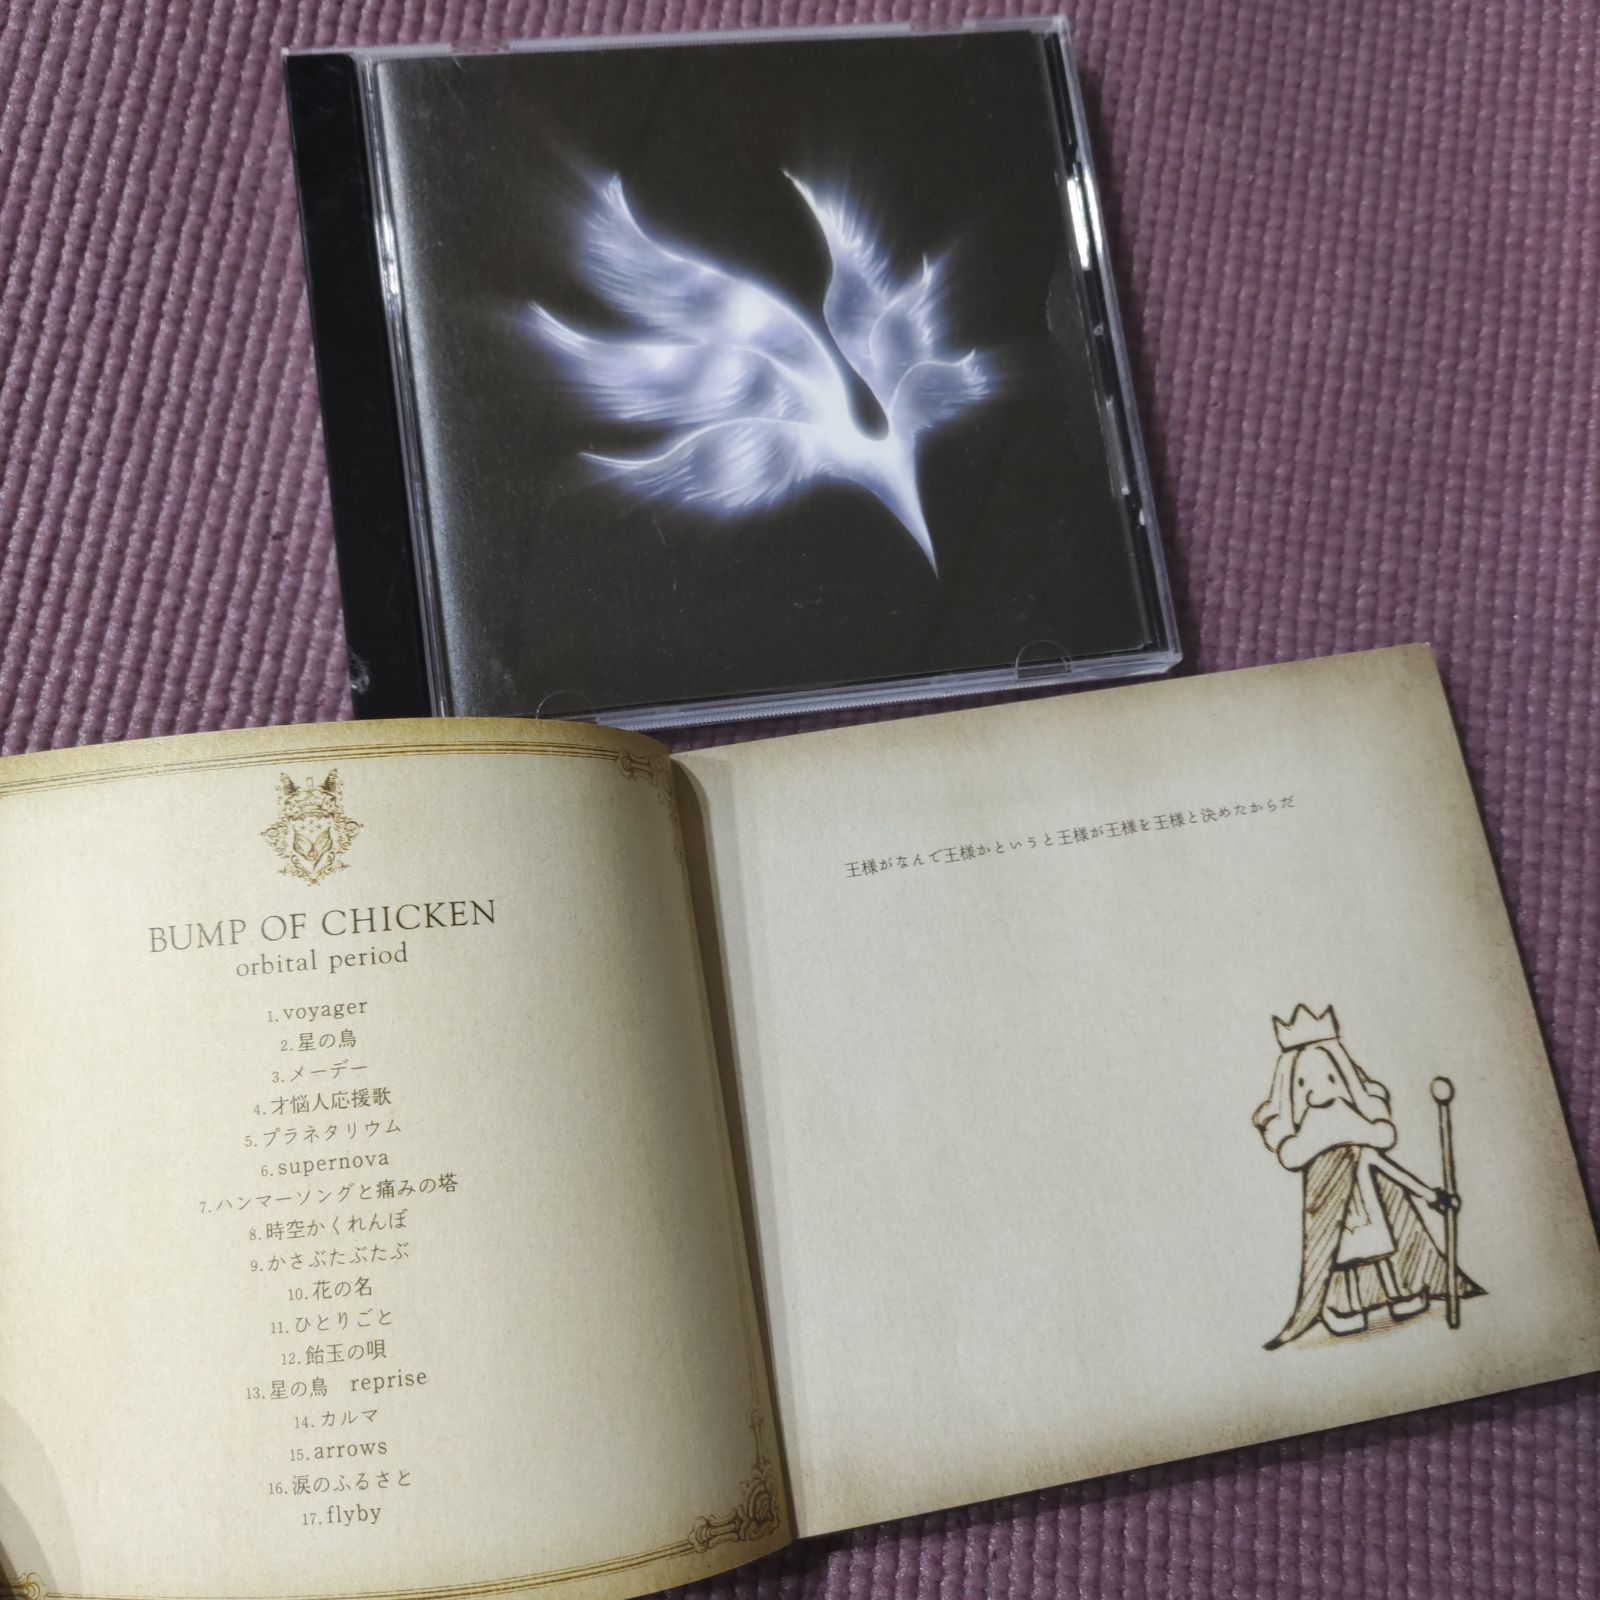 BUMP OF CHICKEN
orbital period
1. voyager
2. 星の鳥
3. メーデー
4. 才悩人応援歌
5. プラネタリウム
6. supernova
7. ハンマーソングと痛みの塔
8. 時空かくれんぼ
9. かさぶたぶたぶ
10. 花の名
11. ひとりごと
12. 飴玉の唄
13. 星の鳥　reprise
14. カルマ
15. arrows
16. 涙のふるさと
17. flyby
王様がなんで王様かというと王様が王様を王様と決めたからだ